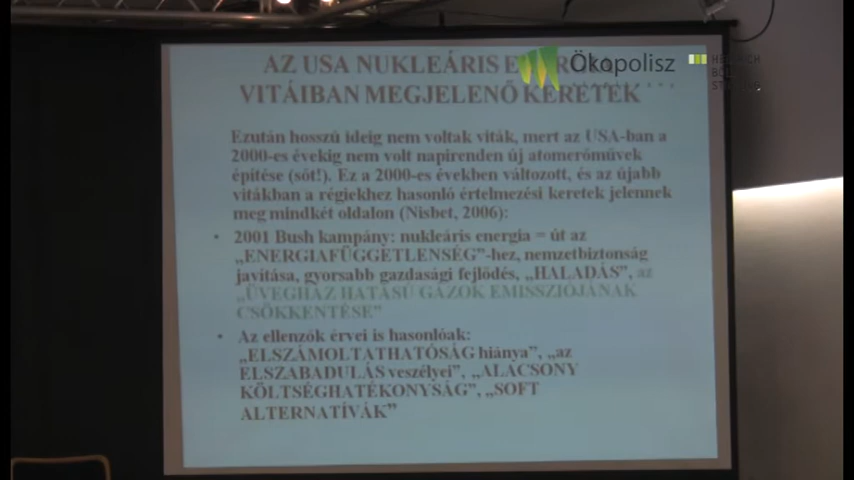 AZ USA NUKLEÁRIS
VITÁIBAN MEGJELENŐ KERETEK
Ökopolisz
Ezután hosszú ideig nem voltak viták, mert az USA-ban a
2000-es évekig nem volt napirenden új atomerőművek
építése (sőt!). Ez a 2000-es években változott, és az újabb
vitákban a régiekhez hasonló értelmezési keretek jelennek
meg mindkét oldalon (Nisbet, 2006):
• 2001 Bush kampány: nukleáris energia = út az
„ENERGIAFÜGGETLENSÉG”-hez, nemzetbiztonság
javítása, gyorsabb gazdasági fejlődés, „HALADÁS”, az
„ÜVEGHÁZ HATÁSÚ GÁZOK EMISSZIÓJÁNAK
CSÖKKENTÉSE”
• Az ellenzők érvei is hasonlóak:
„ELSZÁMOLTATHATÓSÁG hiánya”, „az
ELSZABADULÁS veszélyei”, „ALACSONY
KÖLTSÉGHATÉKONYSÁG”, „SOFT
ALTERNATÍVÁK”